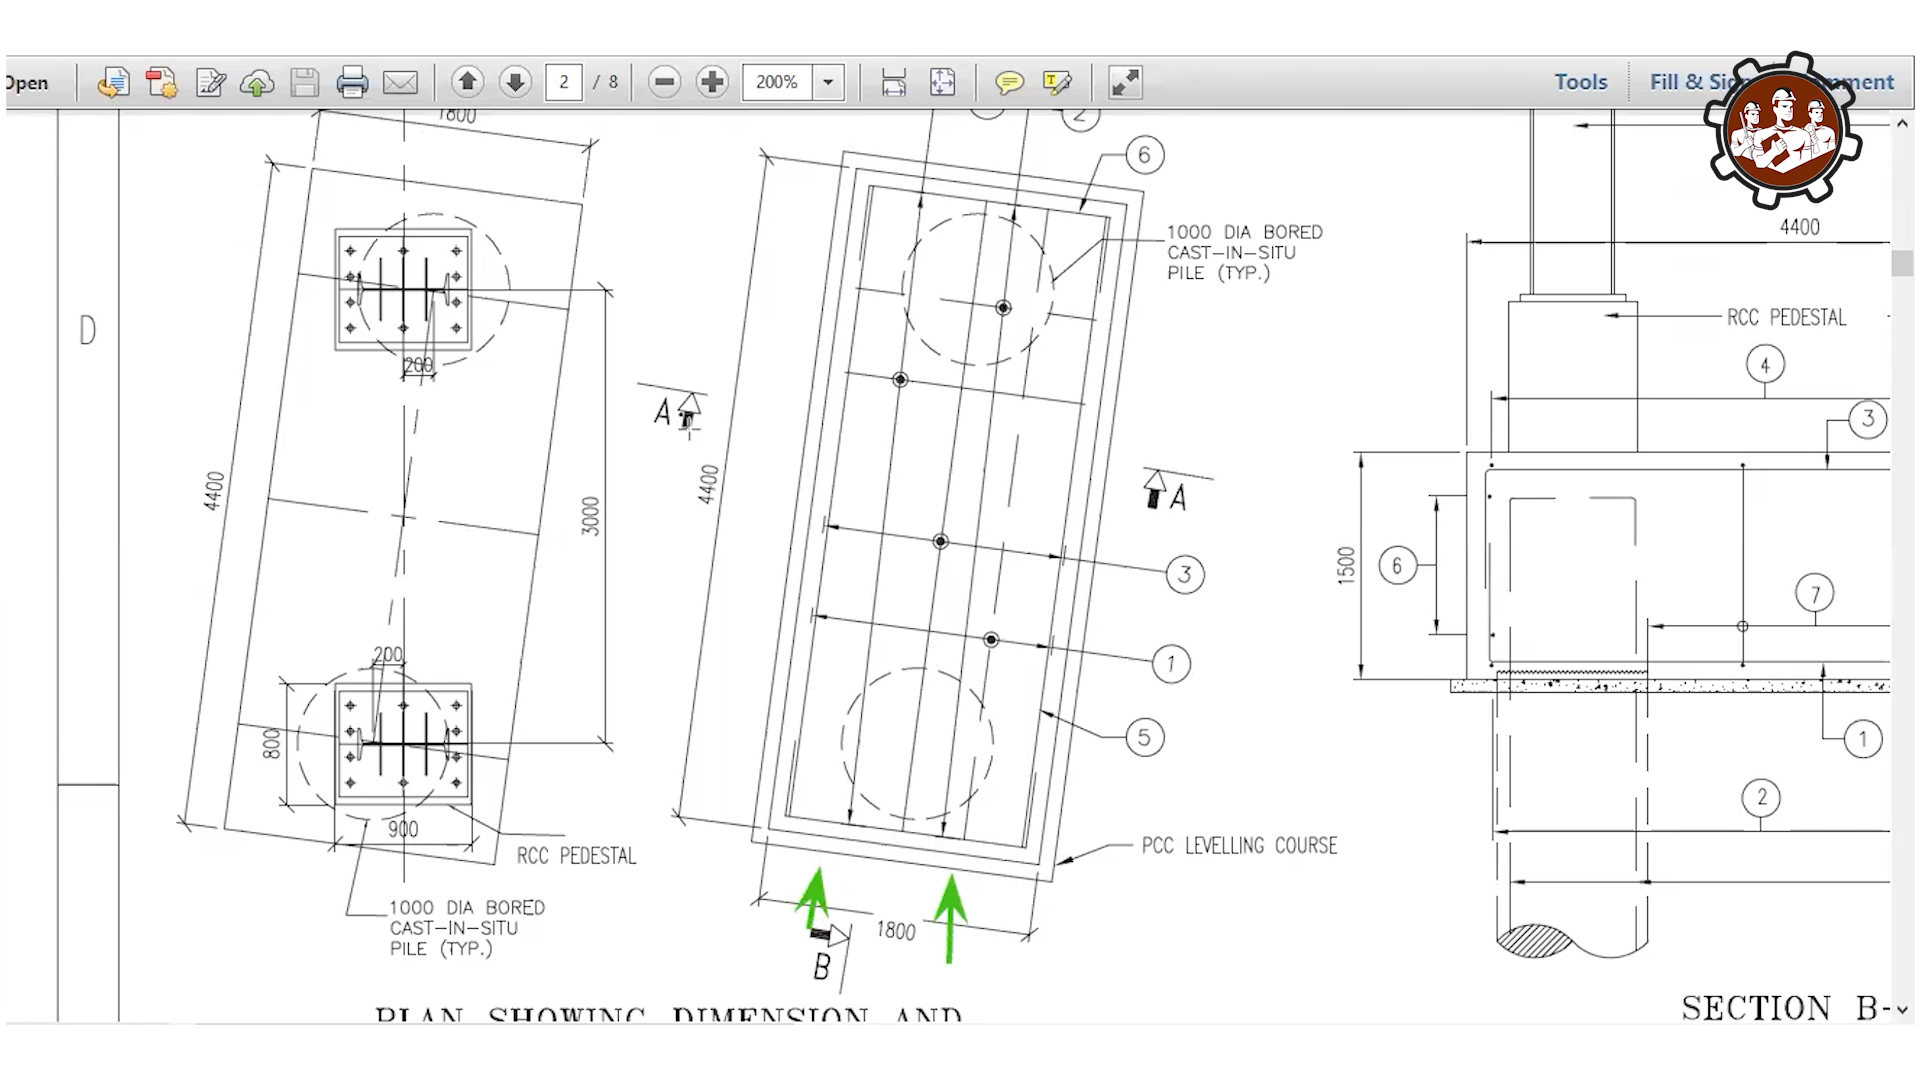 Open
2 / 8
200%
Tools
Fill & Sign
Comment
1800
2
6
1000 DIA BORED
CAST-IN-SITU
PILE (TYP.)
4400
RCC PEDESTAL
4
D
200
A
3
4400
4400
3000
A
1500
6
3
7
200
1
800
5
1
2
900
PCC LEVELLING COURSE
RCC PEDESTAL
1000 DIA BORED
CAST-IN-SITU
PILE (TYP.)
1800
B
PLAN SHOWING DIMENSION AND
SECTION B-